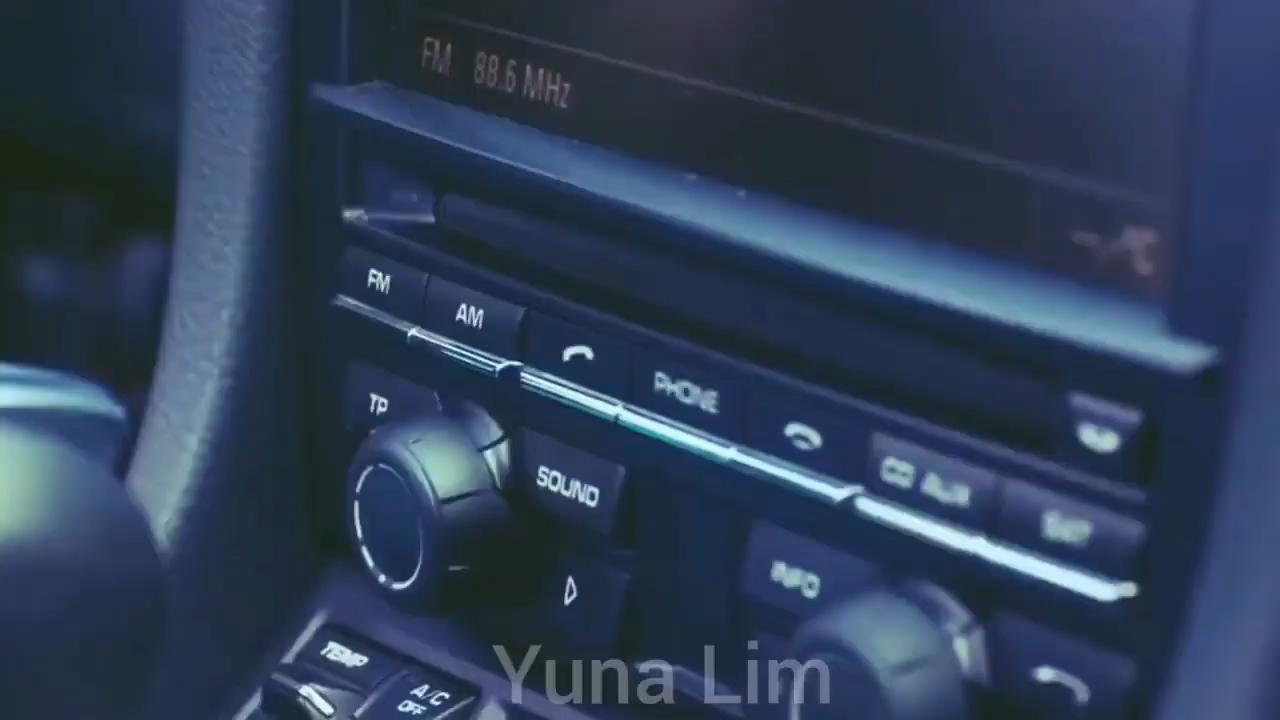 FM 88.6 MHz
FM
AM
PHONE
CD AUX
TP
SOUND
INFO
TEMP
A/C
OFF
Yuna Lim